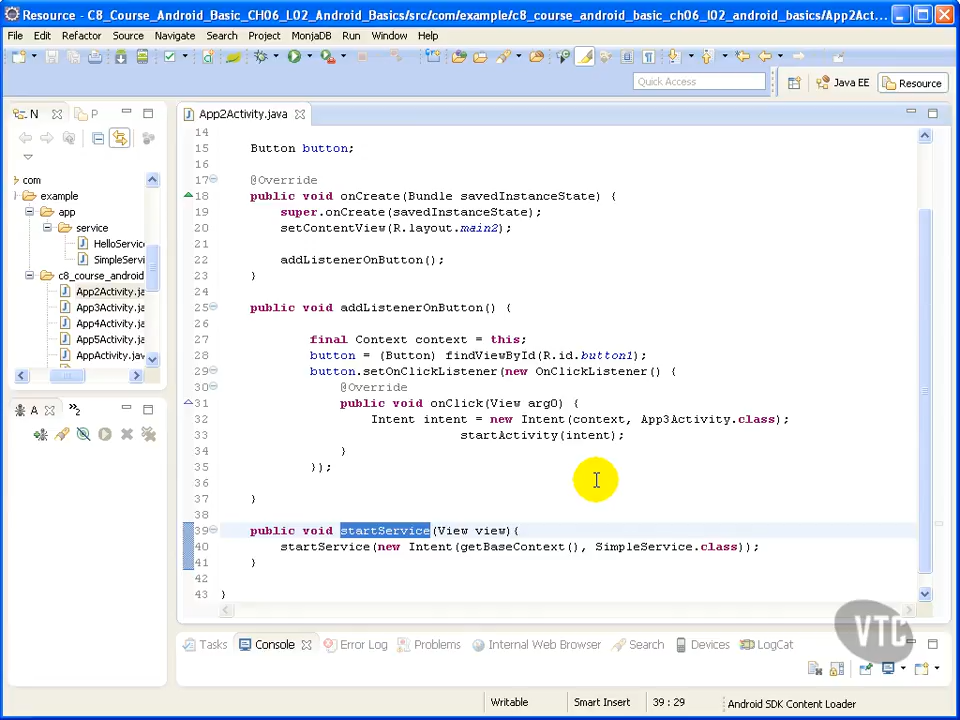 Resource - C8_Course_Android_Basic_CH06_L02_Android_Basics/src/com/example/c8_course_android_basic_ch06_l02_android_basics/App2Act...
File Edit Refactor Source Navigate Search Project MonjaDB Run Window Help
Quick Access
Java EE
Resource
N
P
App2Activity.java
com
example
app
service
HelloService
SimpleServi
c8_course_android
App2Activity.ja
App3Activity.ja
App4Activity.ja
App5Activity.ja
AppActivity.jav
A
14
15 Button button;
16
17 @Override
18 public void onCreate(Bundle savedInstanceState) {
19 super.onCreate(savedInstanceState);
20 setContentView(R.layout.main2);
21
22 addListenerOnButton();
23 }
24
25 public void addListenerOnButton() {
26
27 final Context context = this;
28 button = (Button) findViewById(R.id.button1);
29 button.setOnClickListener(new OnClickListener() {
30 @Override
31 public void onClick(View arg0) {
32 Intent intent = new Intent(context, App3Activity.class);
33 startActivity(intent);
34 }
35 });
36
37 }
38
39 public void startService(View view){
40 startService(new Intent(getBaseContext(), SimpleService.class));
41 }
42
43 }
Tasks Console Error Log Problems Internal Web Browser Search Devices LogCat
VTC
Writable Smart Insert 39 : 29 Android SDK Content Loader